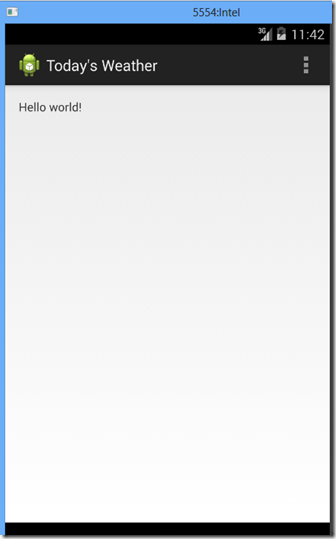 5554:Intel
3G 11:42
Today's Weather
Hello world!